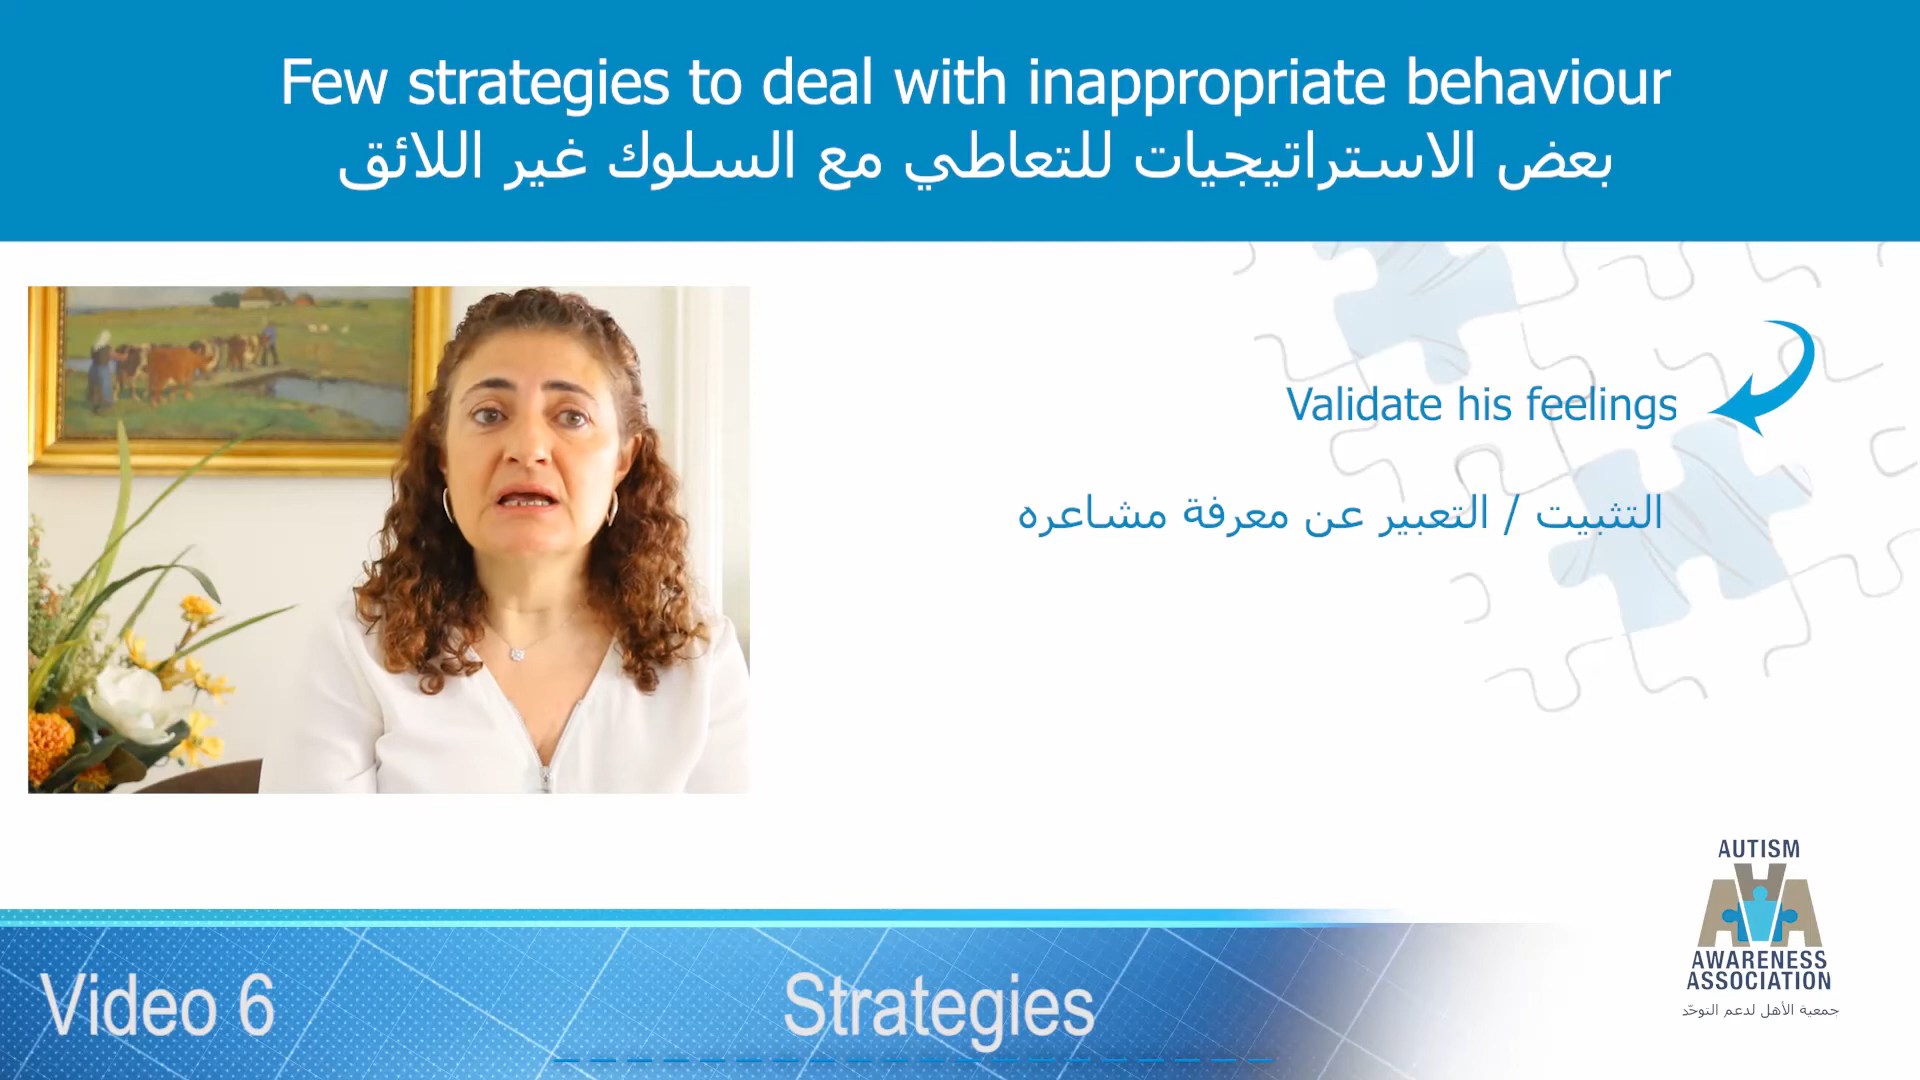 Few strategies to deal with inappropriate behaviour
بعض الاستراتيجيات للتعاطي مع السلوك غير اللائق
Validate his feelings
التثبيت / التعبير عن معرفة مشاعره
AUTISM
AWARENESS
ASSOCIATION
جمعية الأهل لدعم التوحّد
Video 6
Strategies